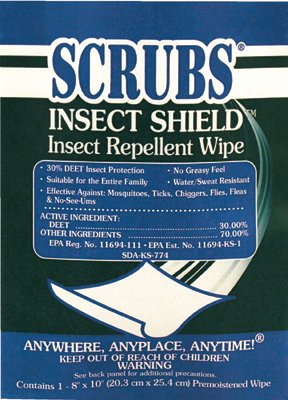 SCRUBS®
INSECT SHIELD™
Insect Repellent Wipe
· 30% DEET Insect Protection · No Greasy Feel
· Suitable for the Entire Family · Water/Sweat Resistant
· Effective Against: Mosquitoes, Ticks, Chiggers, Flies, Fleas
& No-See-Ums
ACTIVE INGREDIENT:
DEET 30.00%
OTHER INGREDIENTS 70.00%
EPA Reg. No. 11694-111 · EPA Est. No. 11694-KS-1
SDA-KS-774
ANYWHERE, ANYPLACE, ANYTIME!®
KEEP OUT OF REACH OF CHILDREN
WARNING
See back panel for additional precautions.
Contains 1 - 8" x 10" (20.3 cm x 25.4 cm) Premoistened Wipe